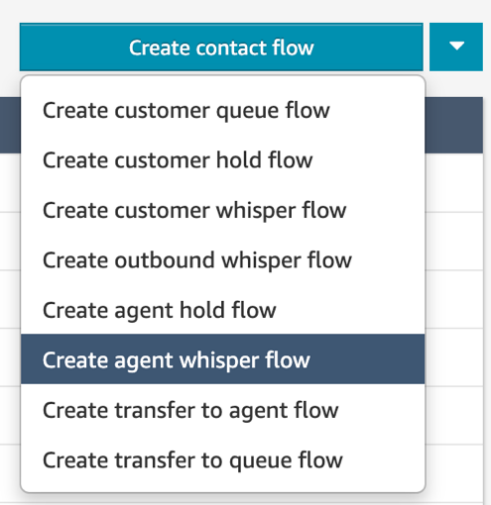 Create contact flow
Create customer queue flow
Create customer hold flow
Create customer whisper flow
Create outbound whisper flow
Create agent hold flow
Create agent whisper flow
Create transfer to agent flow
Create transfer to queue flow